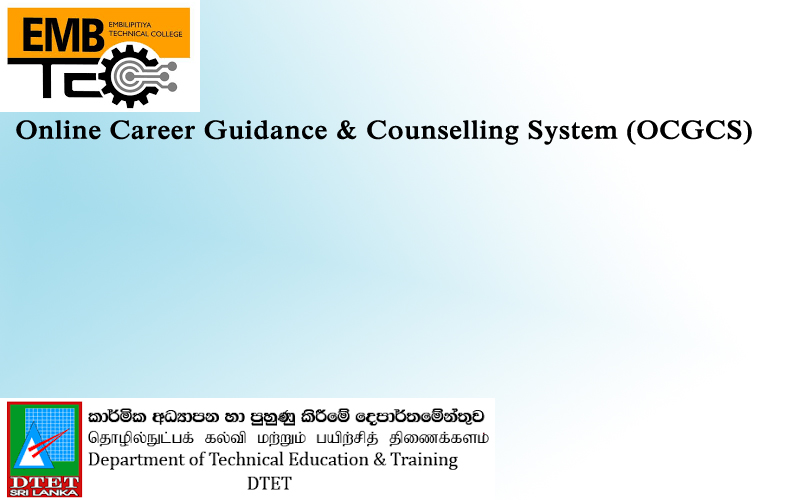 EMB
EMBILIPITIYA
TECHNICAL COLLEGE
TEC
Online Career Guidance & Counselling System (OCGCS)
කාර්මික අධ්‍යාපන හා පුහුණු කිරීමේ දෙපාර්තමේන්තුව
தொழில்நுட்பக் கல்வி மற்றும் பயிற்சித் திணைக்களம்
Department of Technical Education & Training
DTET
DTET
SRI LANKA